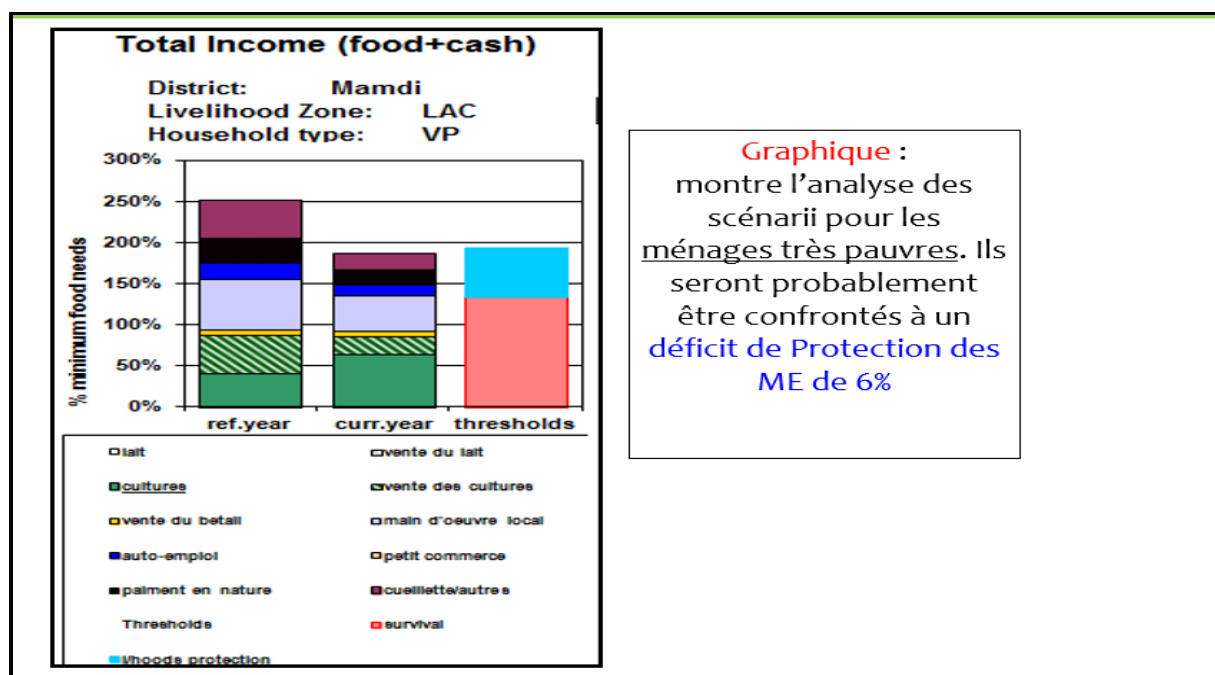 Total Income (food+cash)
District: Mamdi
Livelihood Zone: LAC
Household type: VP
300%
250%
200%
150%
100%
50%
0%
% minimum food needs
ref.year curr.year thresholds
lait vente du lait
cultures vente des cultures
vente du betail main d'oeuvre local
auto-emploi petit commerce
paiment en nature cueillette/autres
Thresholds survival
l/hoods protection
Graphique :
montre l'analyse des
scénarii pour les
ménages très pauvres. Ils
seront probablement
être confrontés à un
déficit de Protection des
ME de 6%